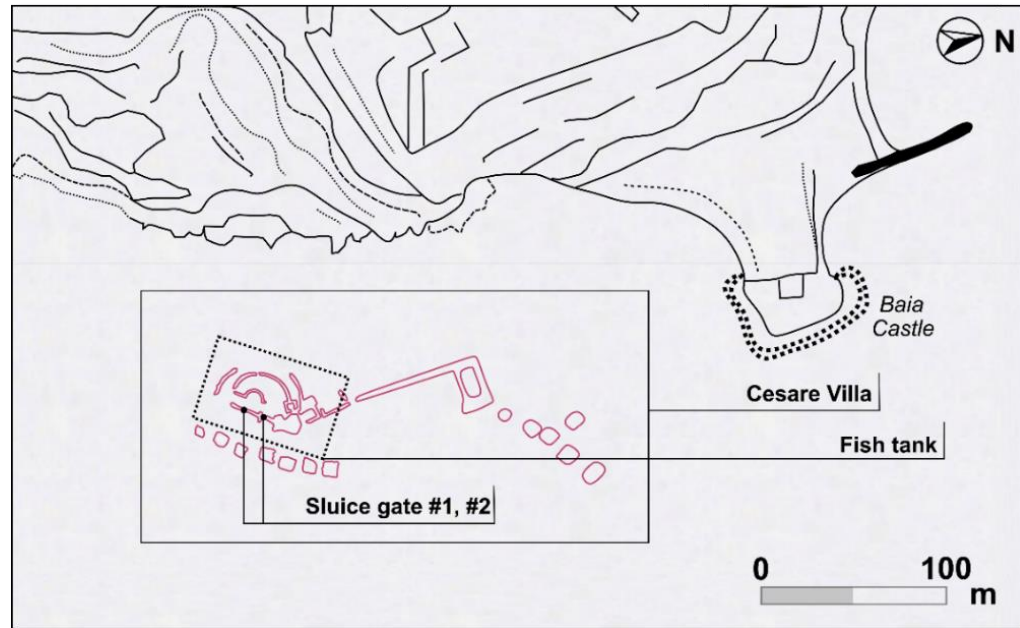 N
Baia
Castle
Cesare Villa
Fish tank
Sluice gate #1, #2
0 100
m